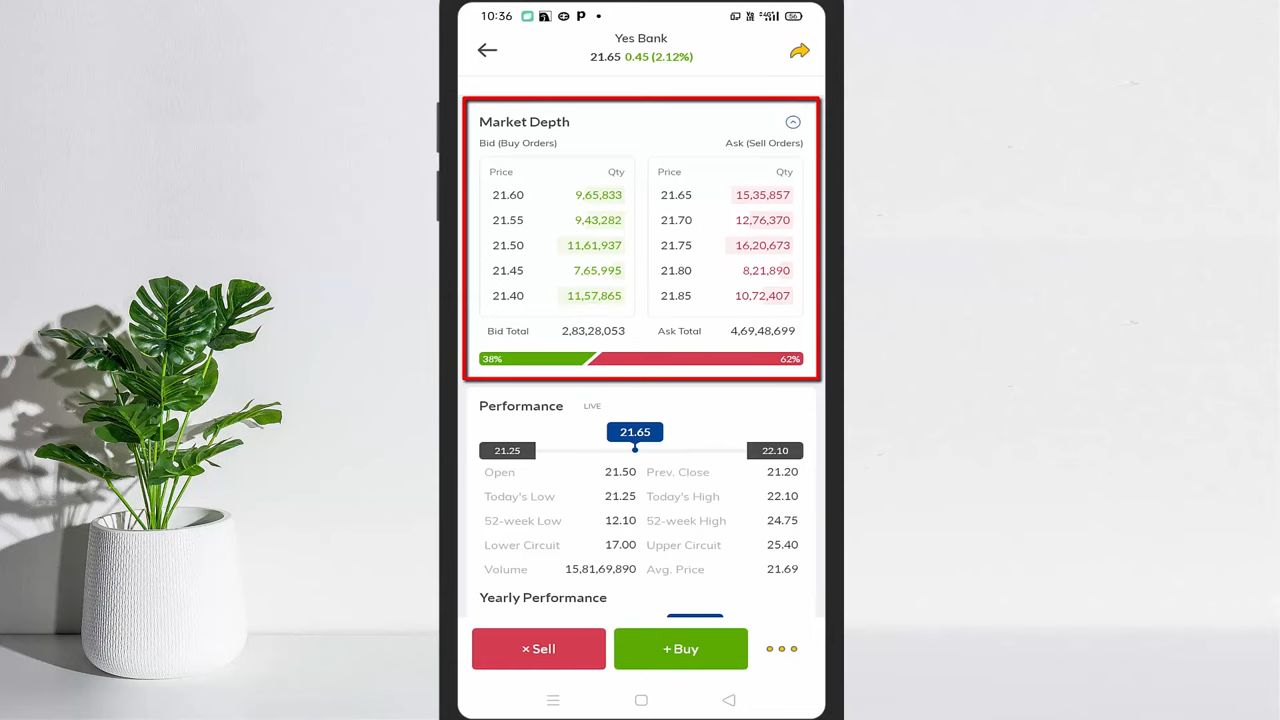 10:36
Yes Bank
21.65 0.45 (2.12%)
Market Depth
Bid (Buy Orders) Ask (Sell Orders)
Price Qty Price Qty
21.60 9,65,833 21.65 15,35,857
21.55 9,43,282 21.70 12,76,370
21.50 11,61,937 21.75 16,20,673
21.45 7,65,995 21.80 8,21,890
21.40 11,57,865 21.85 10,72,407
Bid Total 2,83,28,053 Ask Total 4,69,48,699
38% 62%
Performance LIVE
21.65
21.25 22.10
Open 21.50 Prev. Close 21.20
Today's Low 21.25 Today's High 22.10
52-week Low 12.10 52-week High 24.75
Lower Circuit 17.00 Upper Circuit 25.40
Volume 15,81,69,890 Avg. Price 21.69
Yearly Performance
× Sell + Buy